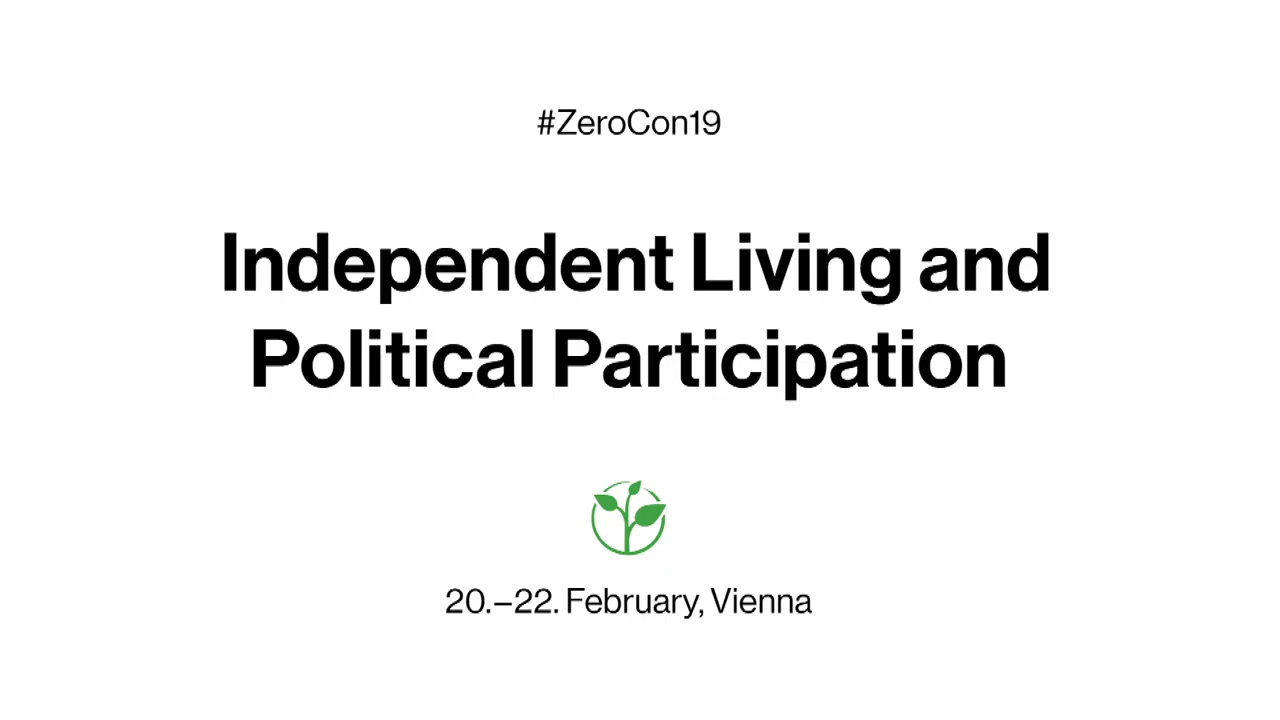 #ZeroCon19
Independent Living and
Political Participation
20.–22. February, Vienna